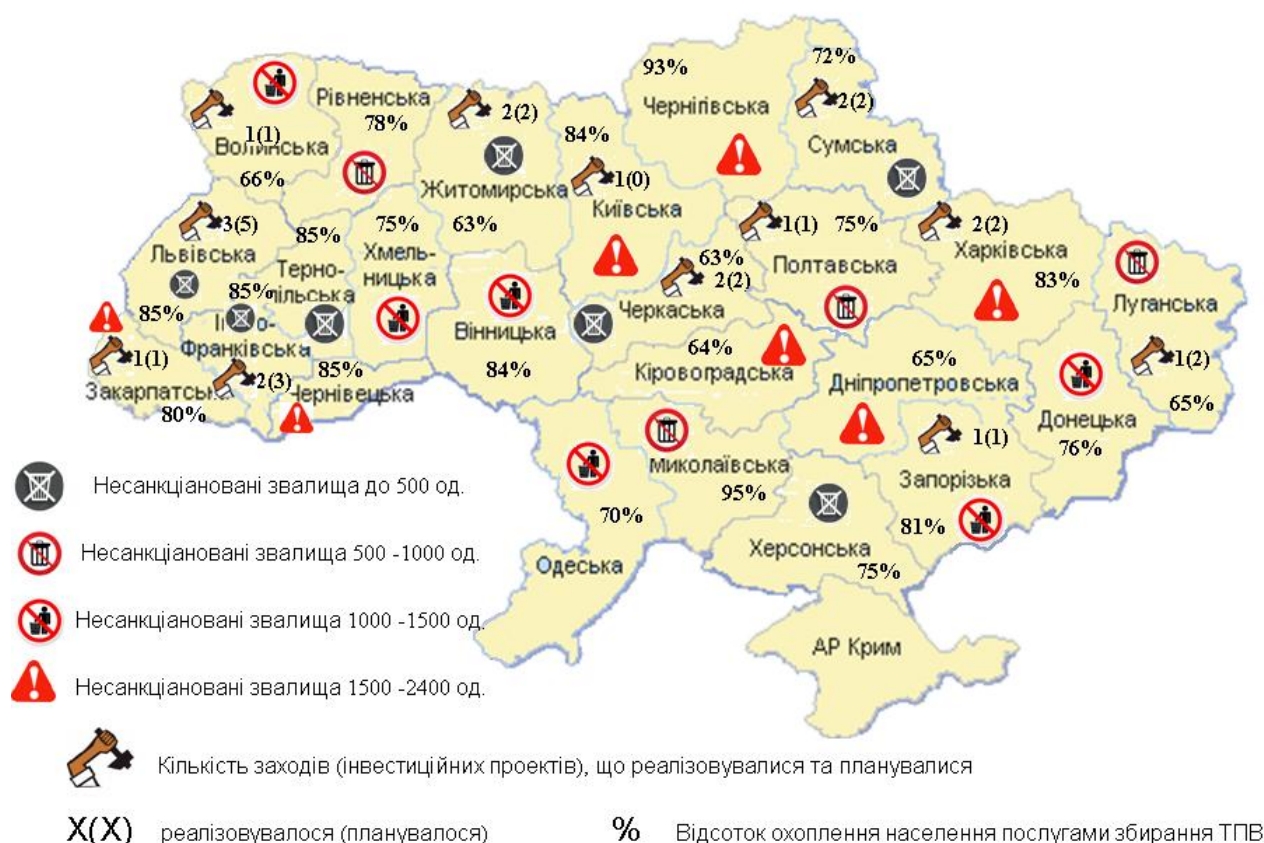 72%
93%
Рівненська
Чернігівська
2(2)
2(2)
78%
84%
1(1)
Волинська
Сумська
66%
Житомирська
1(0)
Київська
3(5)
85%
75%
63%
1(1)
75%
2(2)
Львівська
Хмель-
ницька
63%
Полтавська
Харківська
Терно-
пільська
2(2)
83%
85%
Черкаська
Луганська
85%
Івано-
Франківська
Вінницька
1(1)
85%
84%
64%
Кіровоградська
65%
Дніпропетровська
1(2)
Закарпатська
2(3)
Чернівецька
65%
80%
Донецька
1(1)
76%
Миколаївська
Запорізька
95%
Несанкціановані звалища до 500 од.
70%
81%
Херсонська
75%
Несанкціановані звалища 500 -1000 од.
Одеська
Несанкціановані звалища 1000 -1500 од.
АР Крим
Несанкціановані звалища 1500 -2400 од.
Кількість заходів (інвестиційних проектів), що реалізовувалися та планувалися
X(X) реалізовувалося (планувалося)
% Відсоток охоплення населення послугами збирання ТПВ